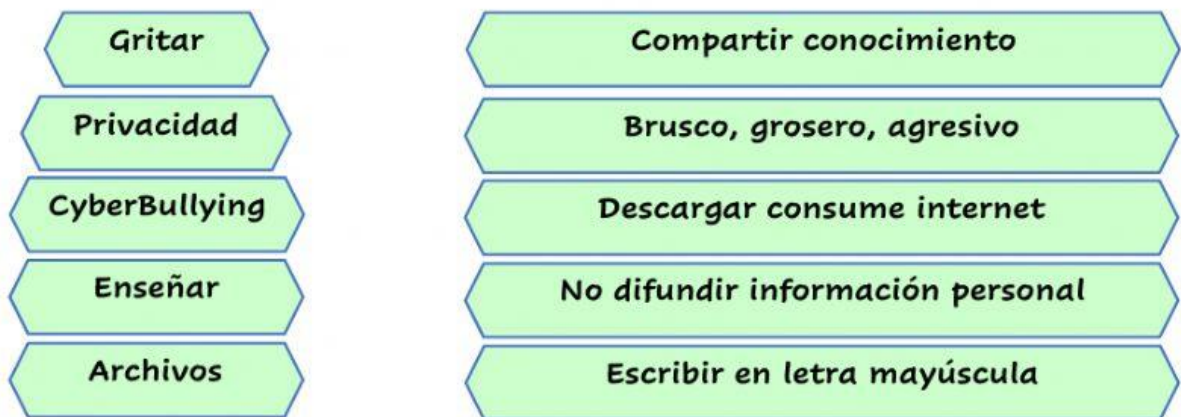 Gritar
Compartir conocimiento
Privacidad
Brusco, grosero, agresivo
CyberBullying
Descargar consume internet
Enseñar
No difundir información personal
Archivos
Escribir en letra mayúscula